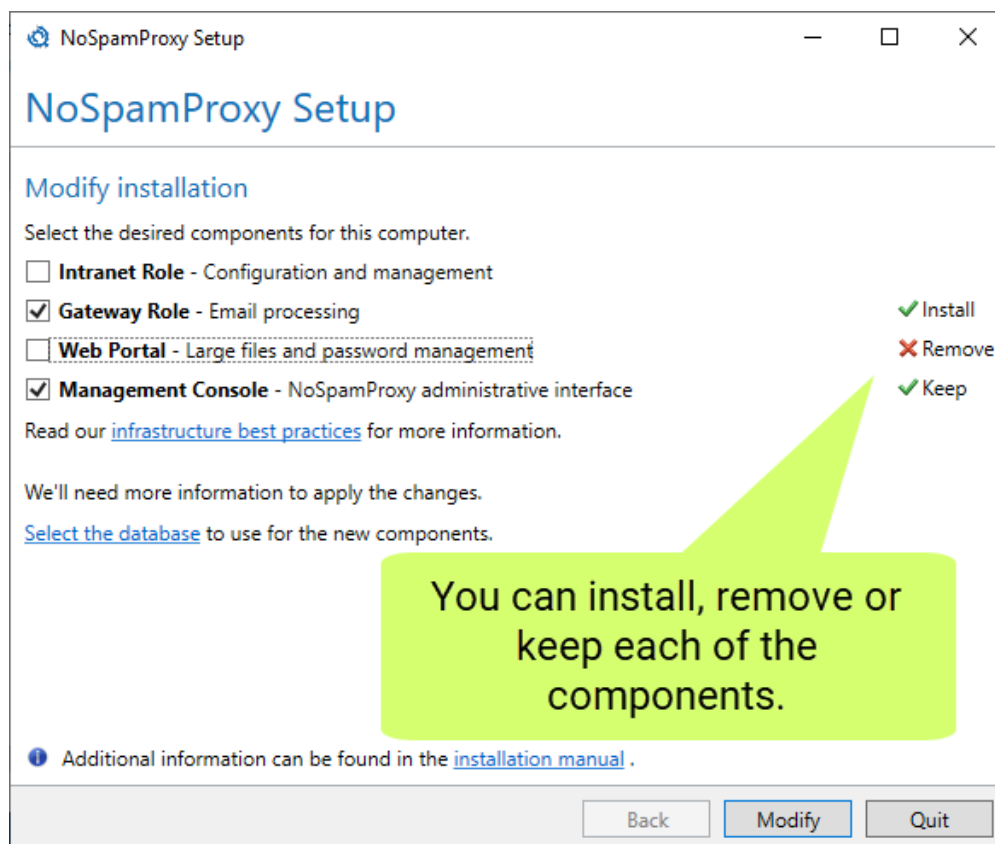 NoSpamProxy Setup
NoSpamProxy Setup
Modify installation
Select the desired components for this computer.
Intranet Role - Configuration and management
Gateway Role - Email processing Install
Web Portal - Large files and password management Remove
Management Console - NoSpamProxy administrative interface Keep
Read our infrastructure best practices for more information.
We'll need more information to apply the changes.
Select the database to use for the new components.
You can install, remove or
keep each of the
components.
Additional information can be found in the installation manual .
Back Modify Quit